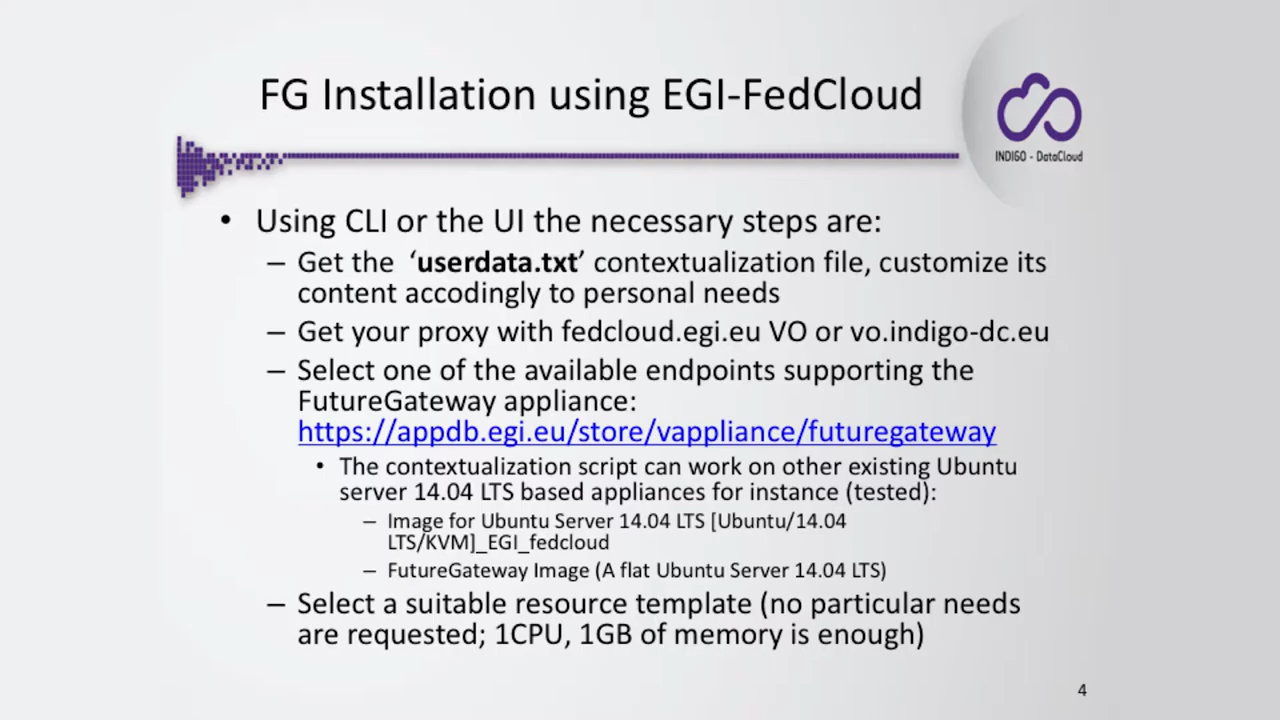 FG Installation using EGI-FedCloud
INDIGO - DataCloud
• Using CLI or the UI the necessary steps are:
– Get the ‘userdata.txt’ contextualization file, customize its
content accodingly to personal needs
– Get your proxy with fedcloud.egi.eu VO or vo.indigo-dc.eu
– Select one of the available endpoints supporting the
FutureGateway appliance:
https://appdb.egi.eu/store/vappliance/futuregateway
• The contextualization script can work on other existing Ubuntu
server 14.04 LTS based appliances for instance (tested):
– Image for Ubuntu Server 14.04 LTS [Ubuntu/14.04
LTS/KVM]_EGI_fedcloud
– FutureGateway Image (A flat Ubuntu Server 14.04 LTS)
– Select a suitable resource template (no particular needs
are requested; 1CPU, 1GB of memory is enough)
4